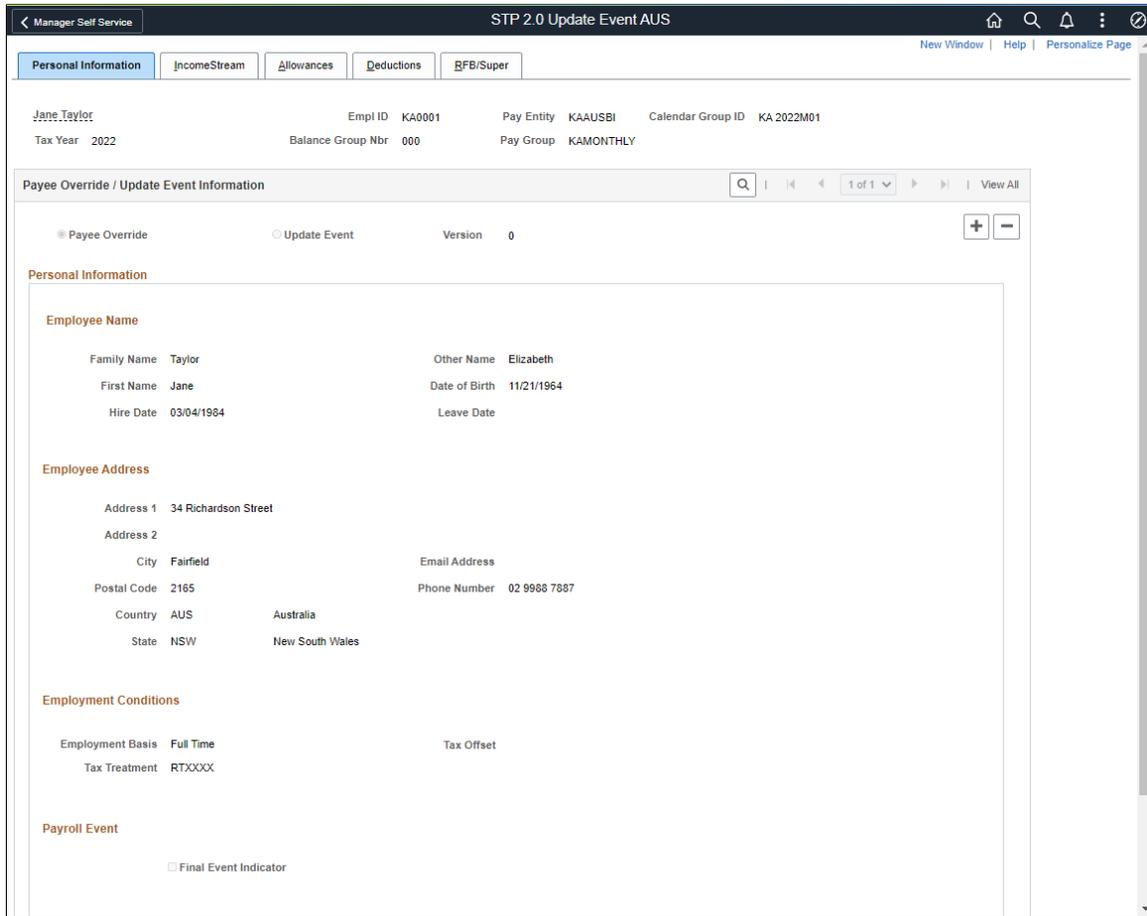 Manager Self Service STP 2.0 Update Event AUS
New Window | Help | Personalize Page
Personal Information IncomeStream Allowances Deductions RFB/Super
Jane Taylor Empl ID KA0001 Pay Entity KAAUSBI Calendar Group ID KA 2022M01
Tax Year 2022 Balance Group Nbr 000 Pay Group KAMONTHLY
Payee Override / Update Event Information | 1 of 1 | View All
Payee Override Update Event Version 0
Personal Information
Employee Name
Family Name Taylor Other Name Elizabeth
First Name Jane Date of Birth 11/21/1964
Hire Date 03/04/1984 Leave Date
Employee Address
Address 1 34 Richardson Street
Address 2
City Fairfield Email Address
Postal Code 2165 Phone Number 02 9988 7887
Country AUS Australia
State NSW New South Wales
Employment Conditions
Employment Basis Full Time Tax Offset
Tax Treatment RTXXXX
Payroll Event
Final Event Indicator